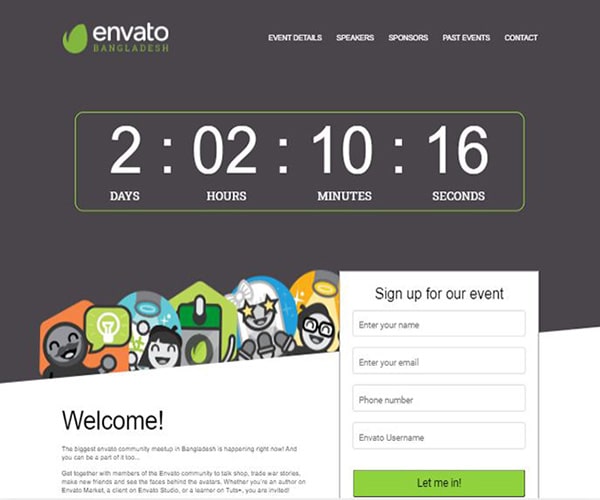 envato
BANGLADESH
EVENT DETAILS SPEAKERS SPONSORS PAST EVENTS CONTACT
2 : 02 : 10 : 16
DAYS HOURS MINUTES SECONDS
Sign up for our event
Enter your name
Enter your email
Phone number
Envato Username
Let me in!
Welcome!
The biggest envato community meetup in Bangladesh is happening right now! And
you can be a part of it too...
Get together with members of the Envato community to talk shop, trade war stories,
make new friends and see the faces behind the avatars. Whether you're an author on
Envato Market, a client on Envato Studio, or a learner on Tuts+, you are invited!